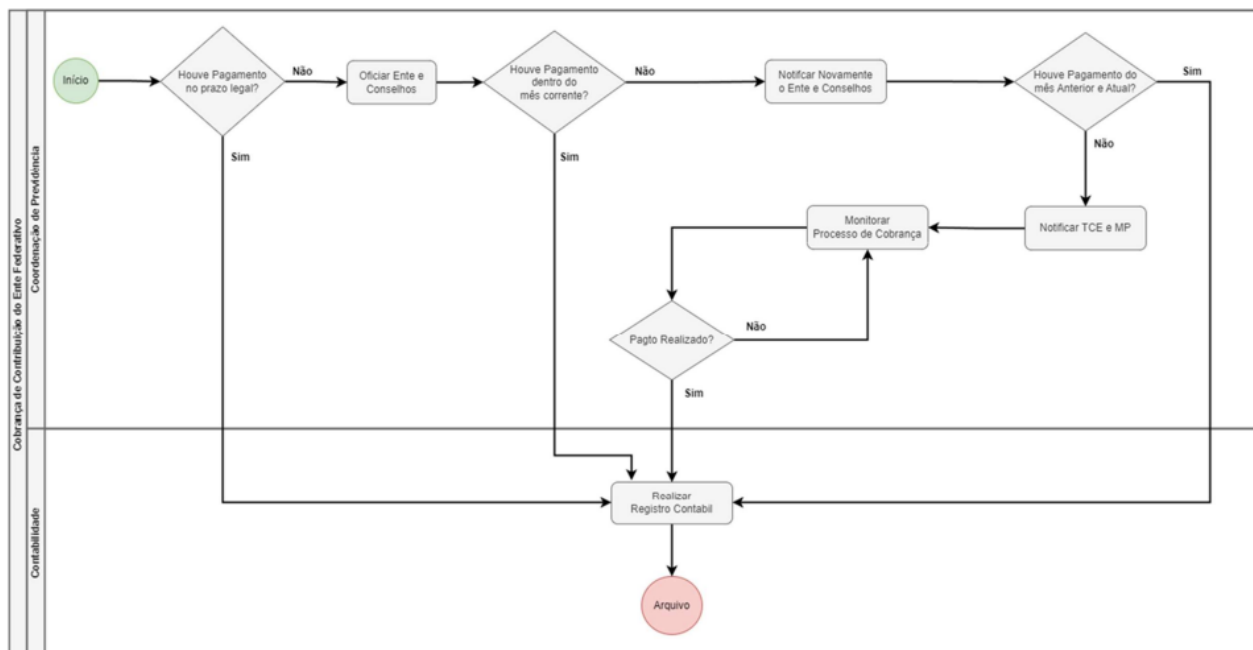 Cobrança de Contribuição do Ente Federativo
Coordenação de Previdência
Início
Houve Pagamento
no prazo legal?
Não
Oficiar Ente e
Conselhos
Houve Pagamento
dentro do
mês corrente?
Não
Notifcar Novamente
o Ente e Conselhos
Houve Pagamento do
mês Anterior e Atual?
Sim
Sim
Sim
Não
Notificar TCE e MP
Monitorar
Processo de Cobrança
Pagto Realizado?
Não
Sim
Contabilidade
Realizar
Registro Contabil
Arquivo